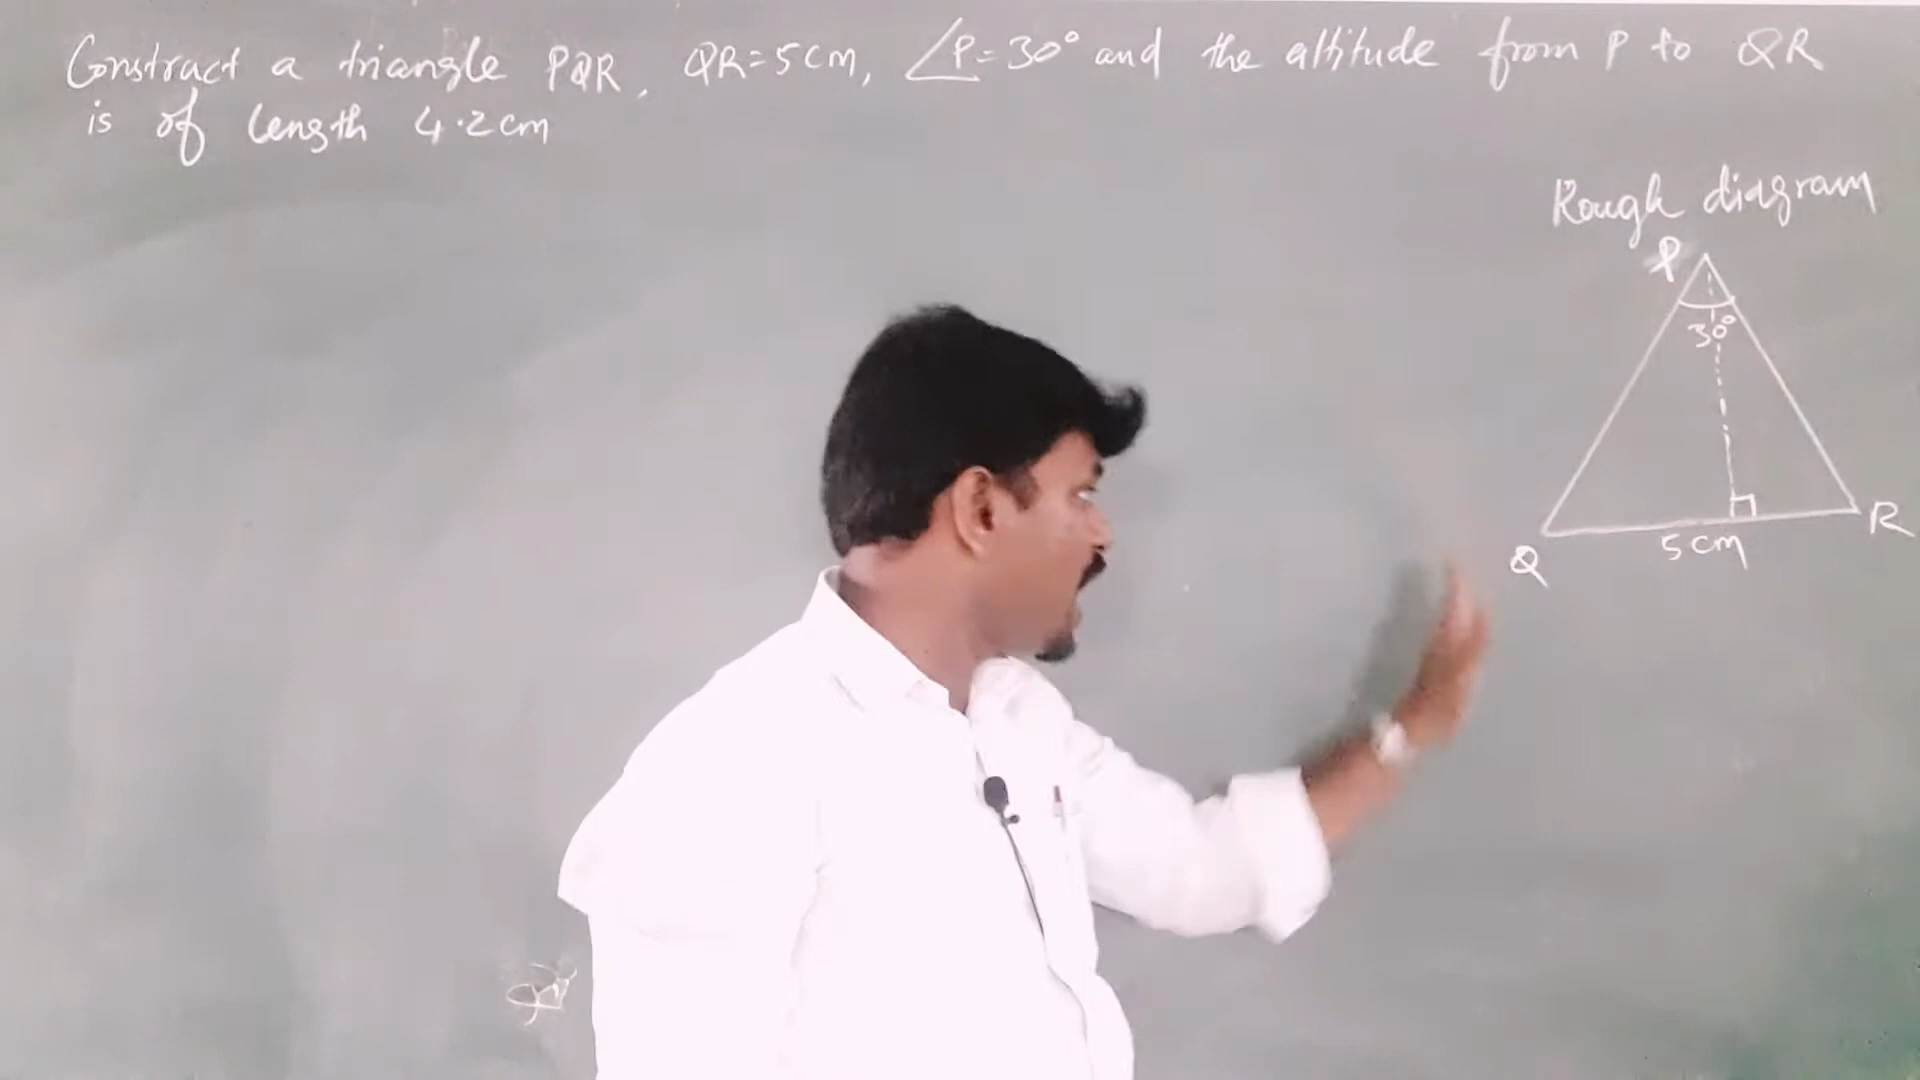 Construct a triangle PQR, QR=5cm, ∠P=30° and the altitude from P to QR
is of length 4.2cm
Rough diagram
P
30°
Q
5cm
R